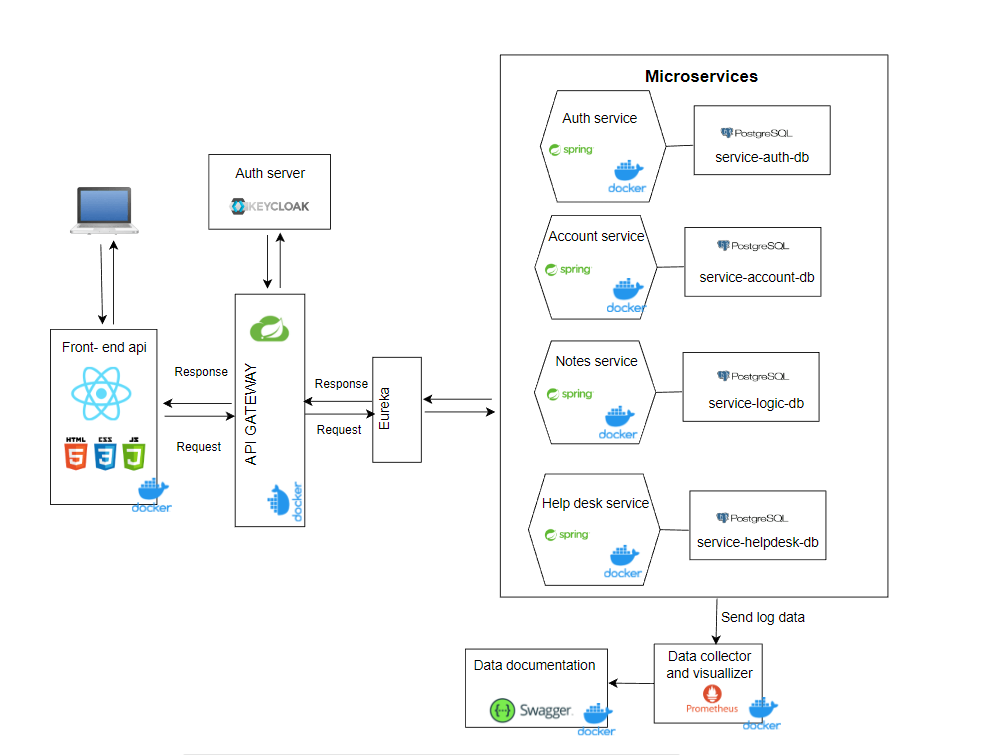 Microservices
Auth service
spring
docker
PostgreSQL
service-auth-db
Auth server
KEYCLOAK
Account service
spring
docker
PostgreSQL
service-account-db
Front- end api
HTML
CSS
JS
5
3
docker
Response
Request
API GATEWAY
docker
Response
Request
Eureka
Notes service
spring
docker
PostgreSQL
service-logic-db
Help desk service
spring
docker
PostgreSQL
service-helpdesk-db
Send log data
Data documentation
Swagger.
docker
Data collector
and visuallizer
Prometheus
docker